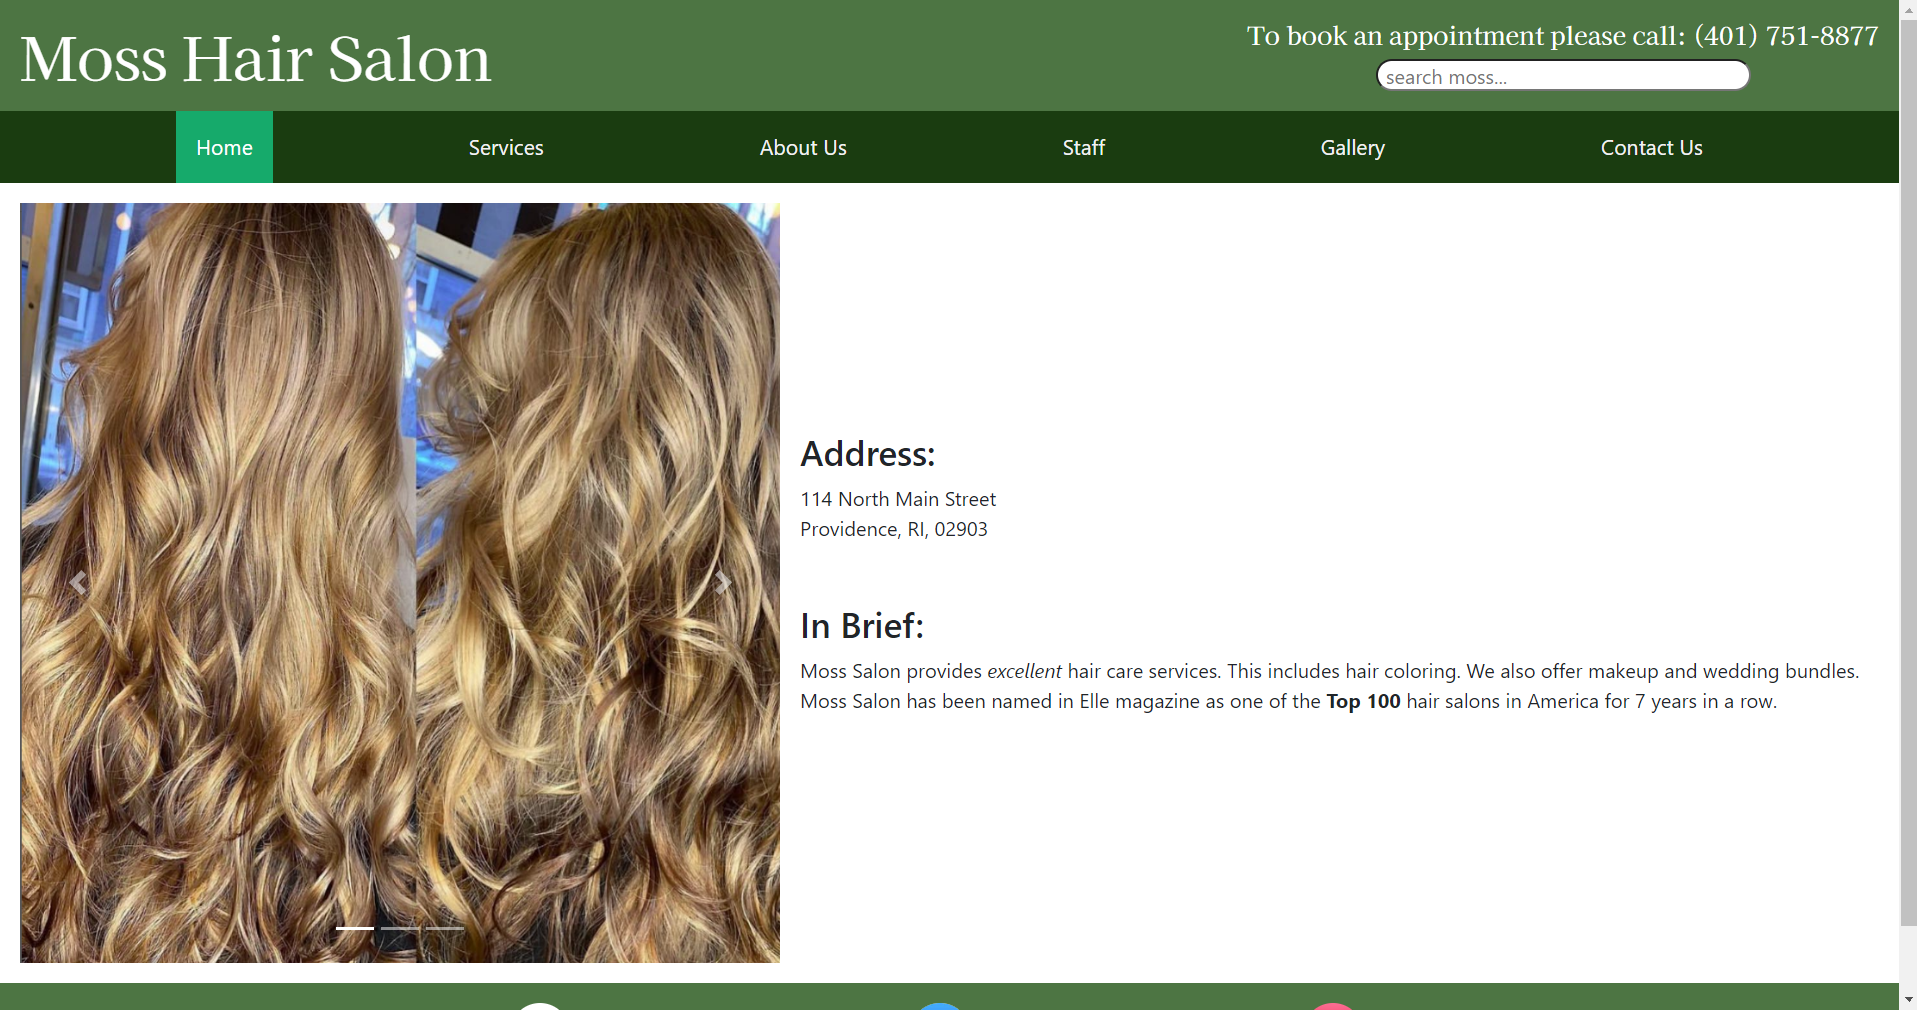 Moss Hair Salon
To book an appointment please call: (401) 751-8877
search moss...
Home
Services
About Us
Staff
Gallery
Contact Us
Address:
114 North Main Street
Providence, RI, 02903
In Brief:
Moss Salon provides excellent hair care services. This includes hair coloring. We also offer makeup and wedding bundles.
Moss Salon has been named in Elle magazine as one of the Top 100 hair salons in America for 7 years in a row.